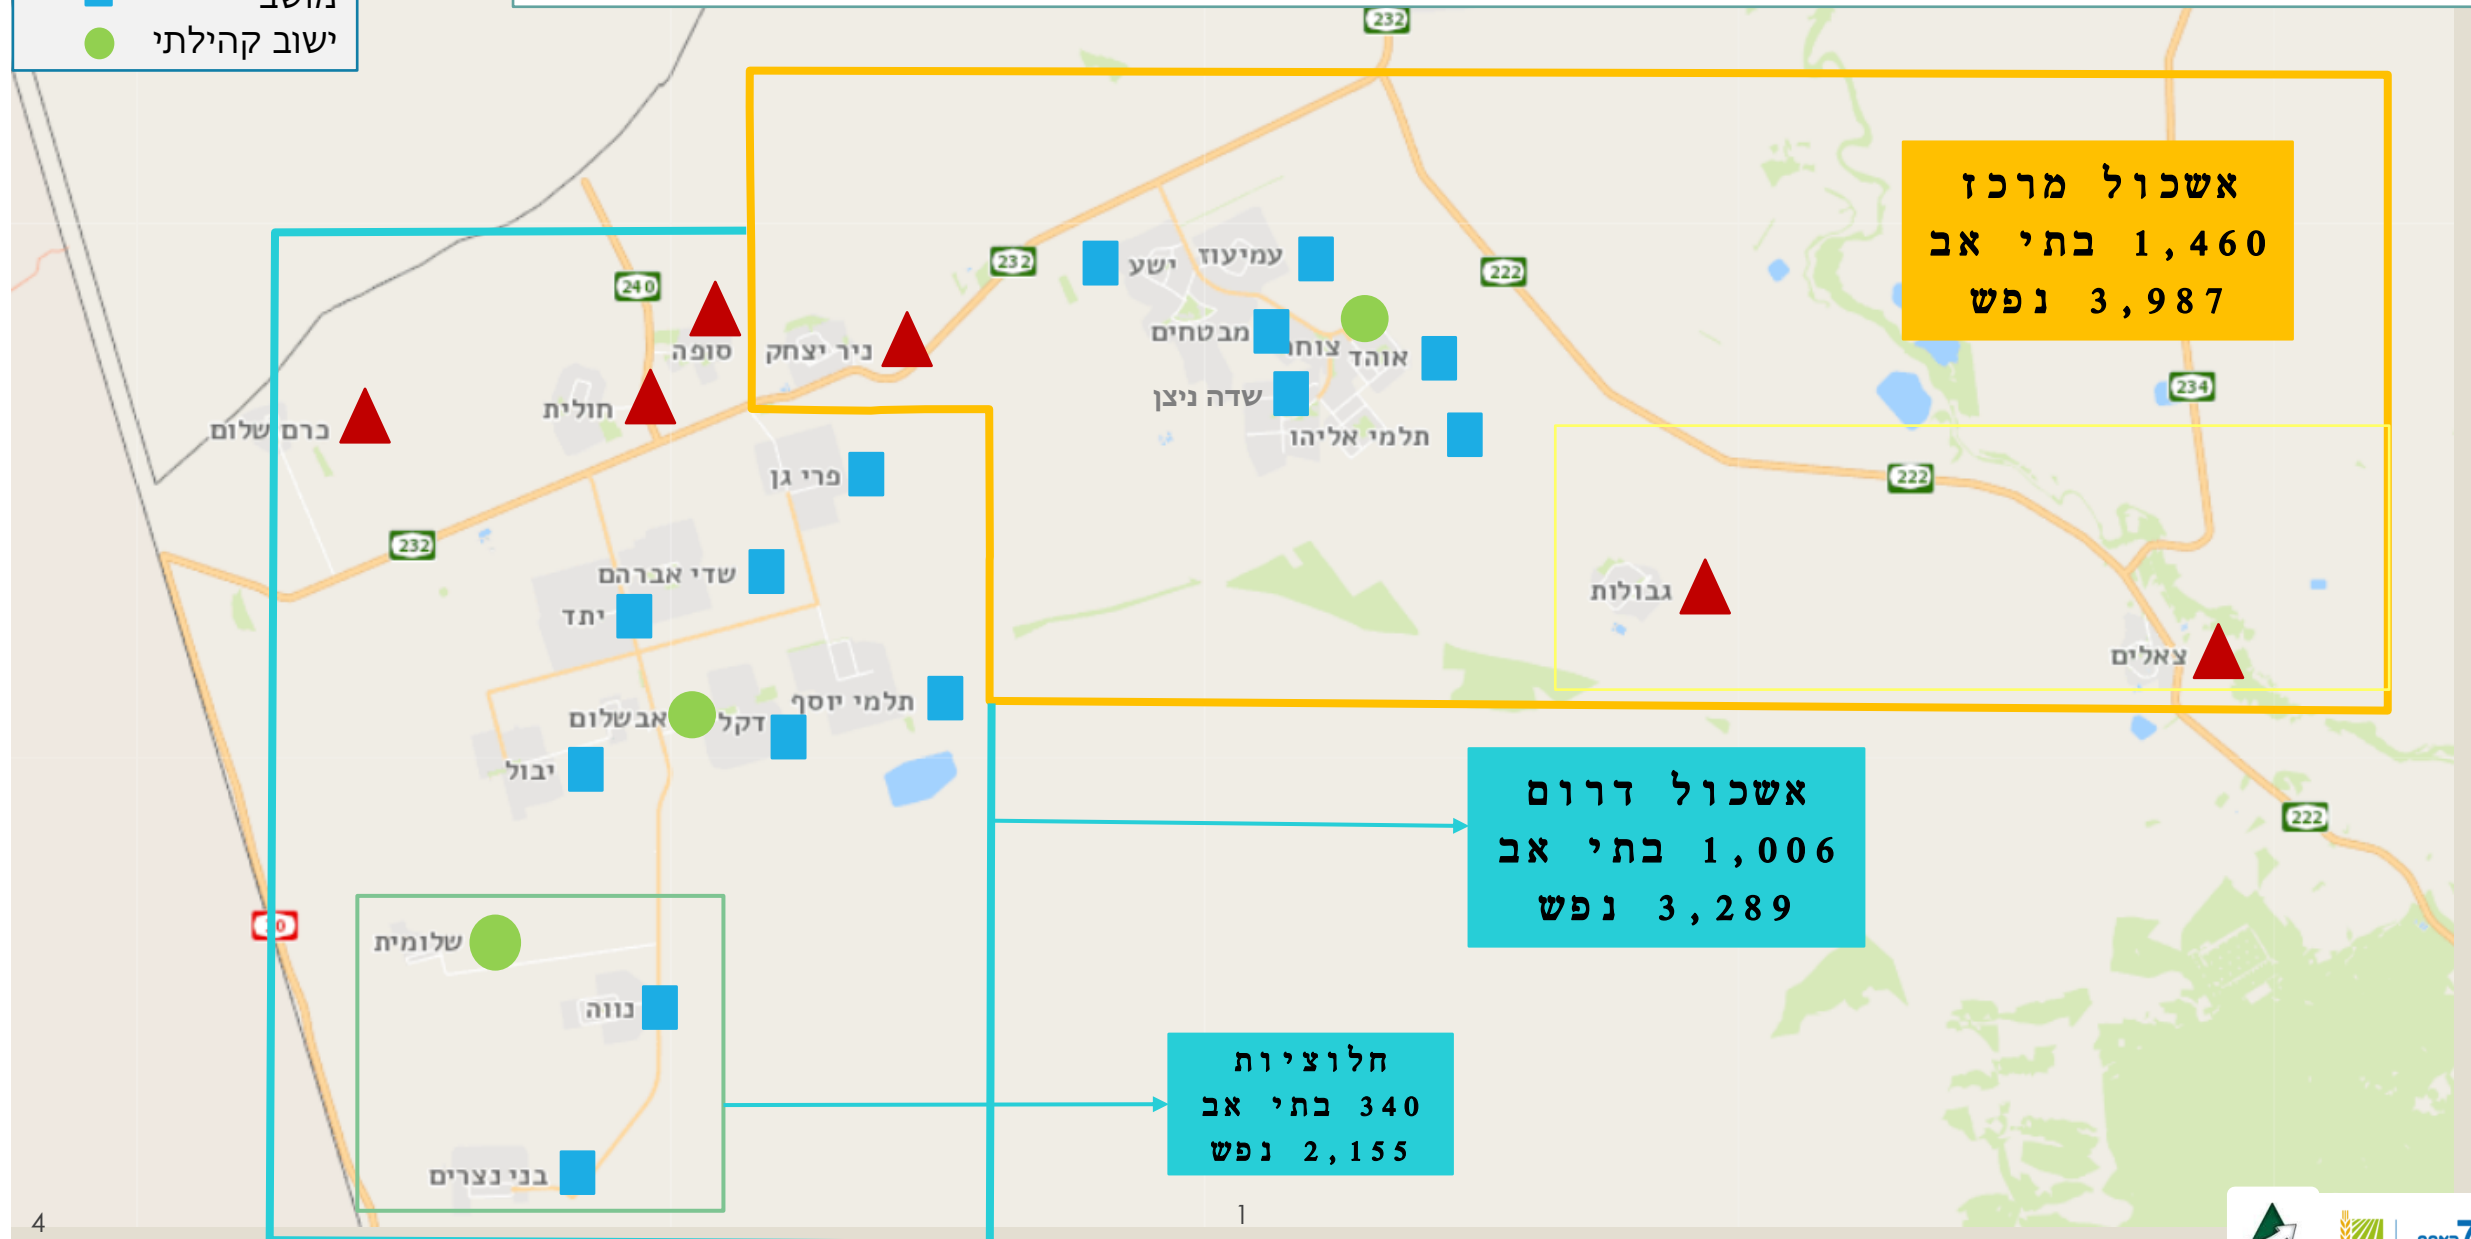 מושב
ישוב קהילתי
232
אשכול מרכז
1,460 בתי אב
3,987 נפש
עמיעוז
ישע
232
222
240
מבטחים
צוחר
אוהד
סופה
ניר יצחק
שדה ניצן
234
חולית
כרם שלום
תלמי אליהו
פרי גן
222
232
שדי אברהם
יתד
גבולות
צאלים
תלמי יוסף
אבשלום
דקל
יבול
אשכול דרום
1,006 בתי אב
3,289 נפש
222
שלומית
נווה
חלוציות
340 בתי אב
2,155 נפש
בני נצרים
4
1